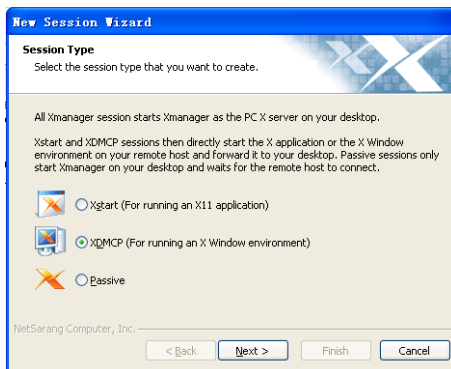 New Session Wizard
Session Type
Select the session type that you want to create.
All Xmanager session starts Xmanager as the PC X server on your desktop.
Xstart and XDMCP sessions then directly start the X application or the X Window
environment on your remote host and forward it to your desktop. Passive sessions only
start Xmanager on your desktop and waits for the remote host to connect.
Xstart (For running an X11 application)
XDMCP (For running an X Window environment)
Passive
NetSarang Computer, Inc.
< Back Next > Finish Cancel